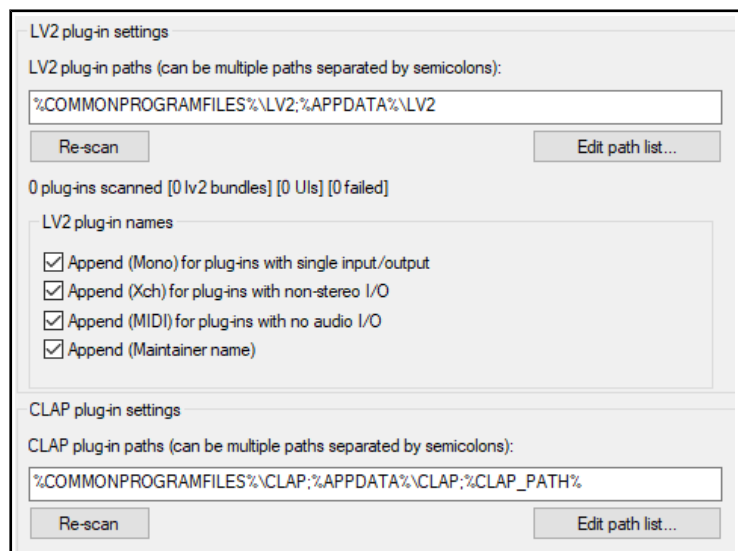 LV2 plug-in settings
LV2 plug-in paths (can be multiple paths separated by semicolons):
%COMMONPROGRAMFILES%\LV2;%APPDATA%\LV2
Re-scan Edit path list...
0 plug-ins scanned [0 lv2 bundles] [0 UIs] [0 failed]
LV2 plug-in names
Append (Mono) for plug-ins with single input/output
Append (Xch) for plug-ins with non-stereo I/O
Append (MIDI) for plug-ins with no audio I/O
Append (Maintainer name)
CLAP plug-in settings
CLAP plug-in paths (can be multiple paths separated by semicolons):
%COMMONPROGRAMFILES%\CLAP;%APPDATA%\CLAP;%CLAP_PATH%
Re-scan Edit path list...